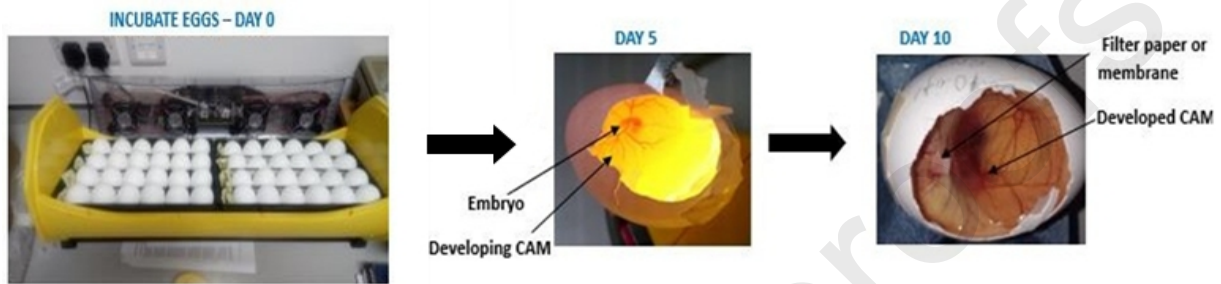 INCUBATE EGGS – DAY 0
DAY 5
Embryo
Developing CAM
DAY 10
Filter paper or
membrane
Developed CAM